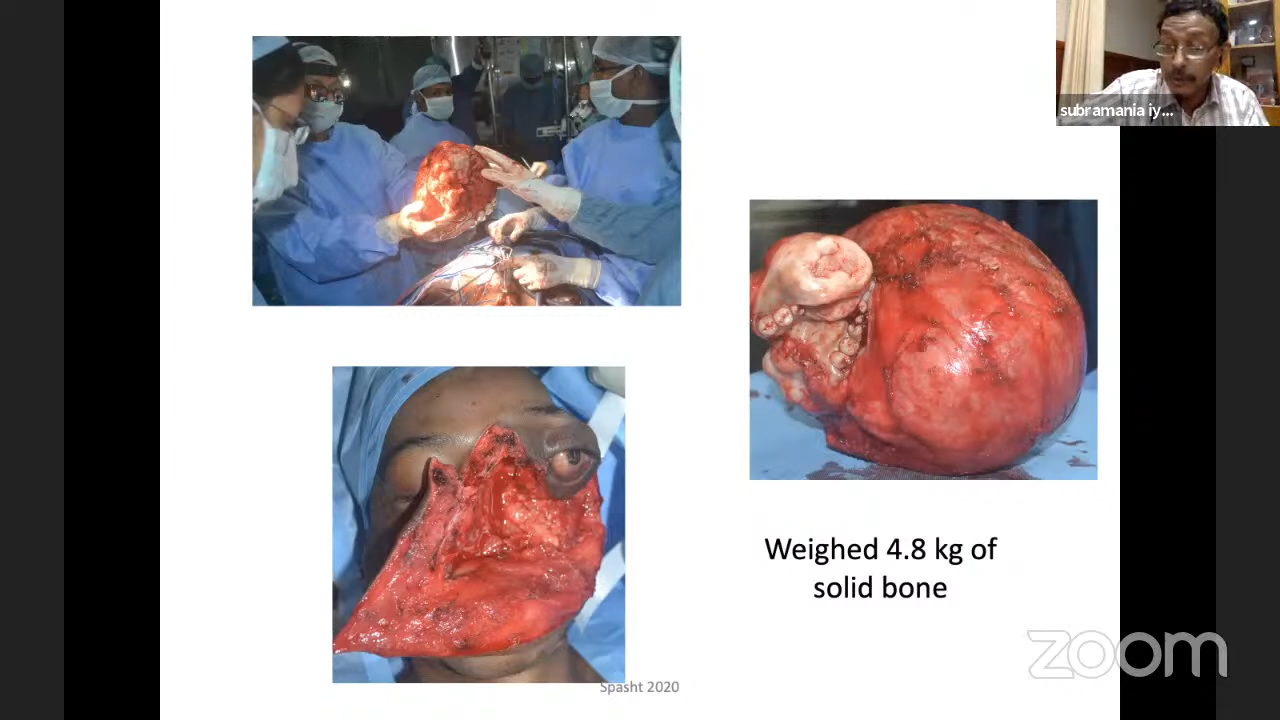 subramania iy...
Weighed 4.8 kg of
solid bone
zoom
Spasht 2020